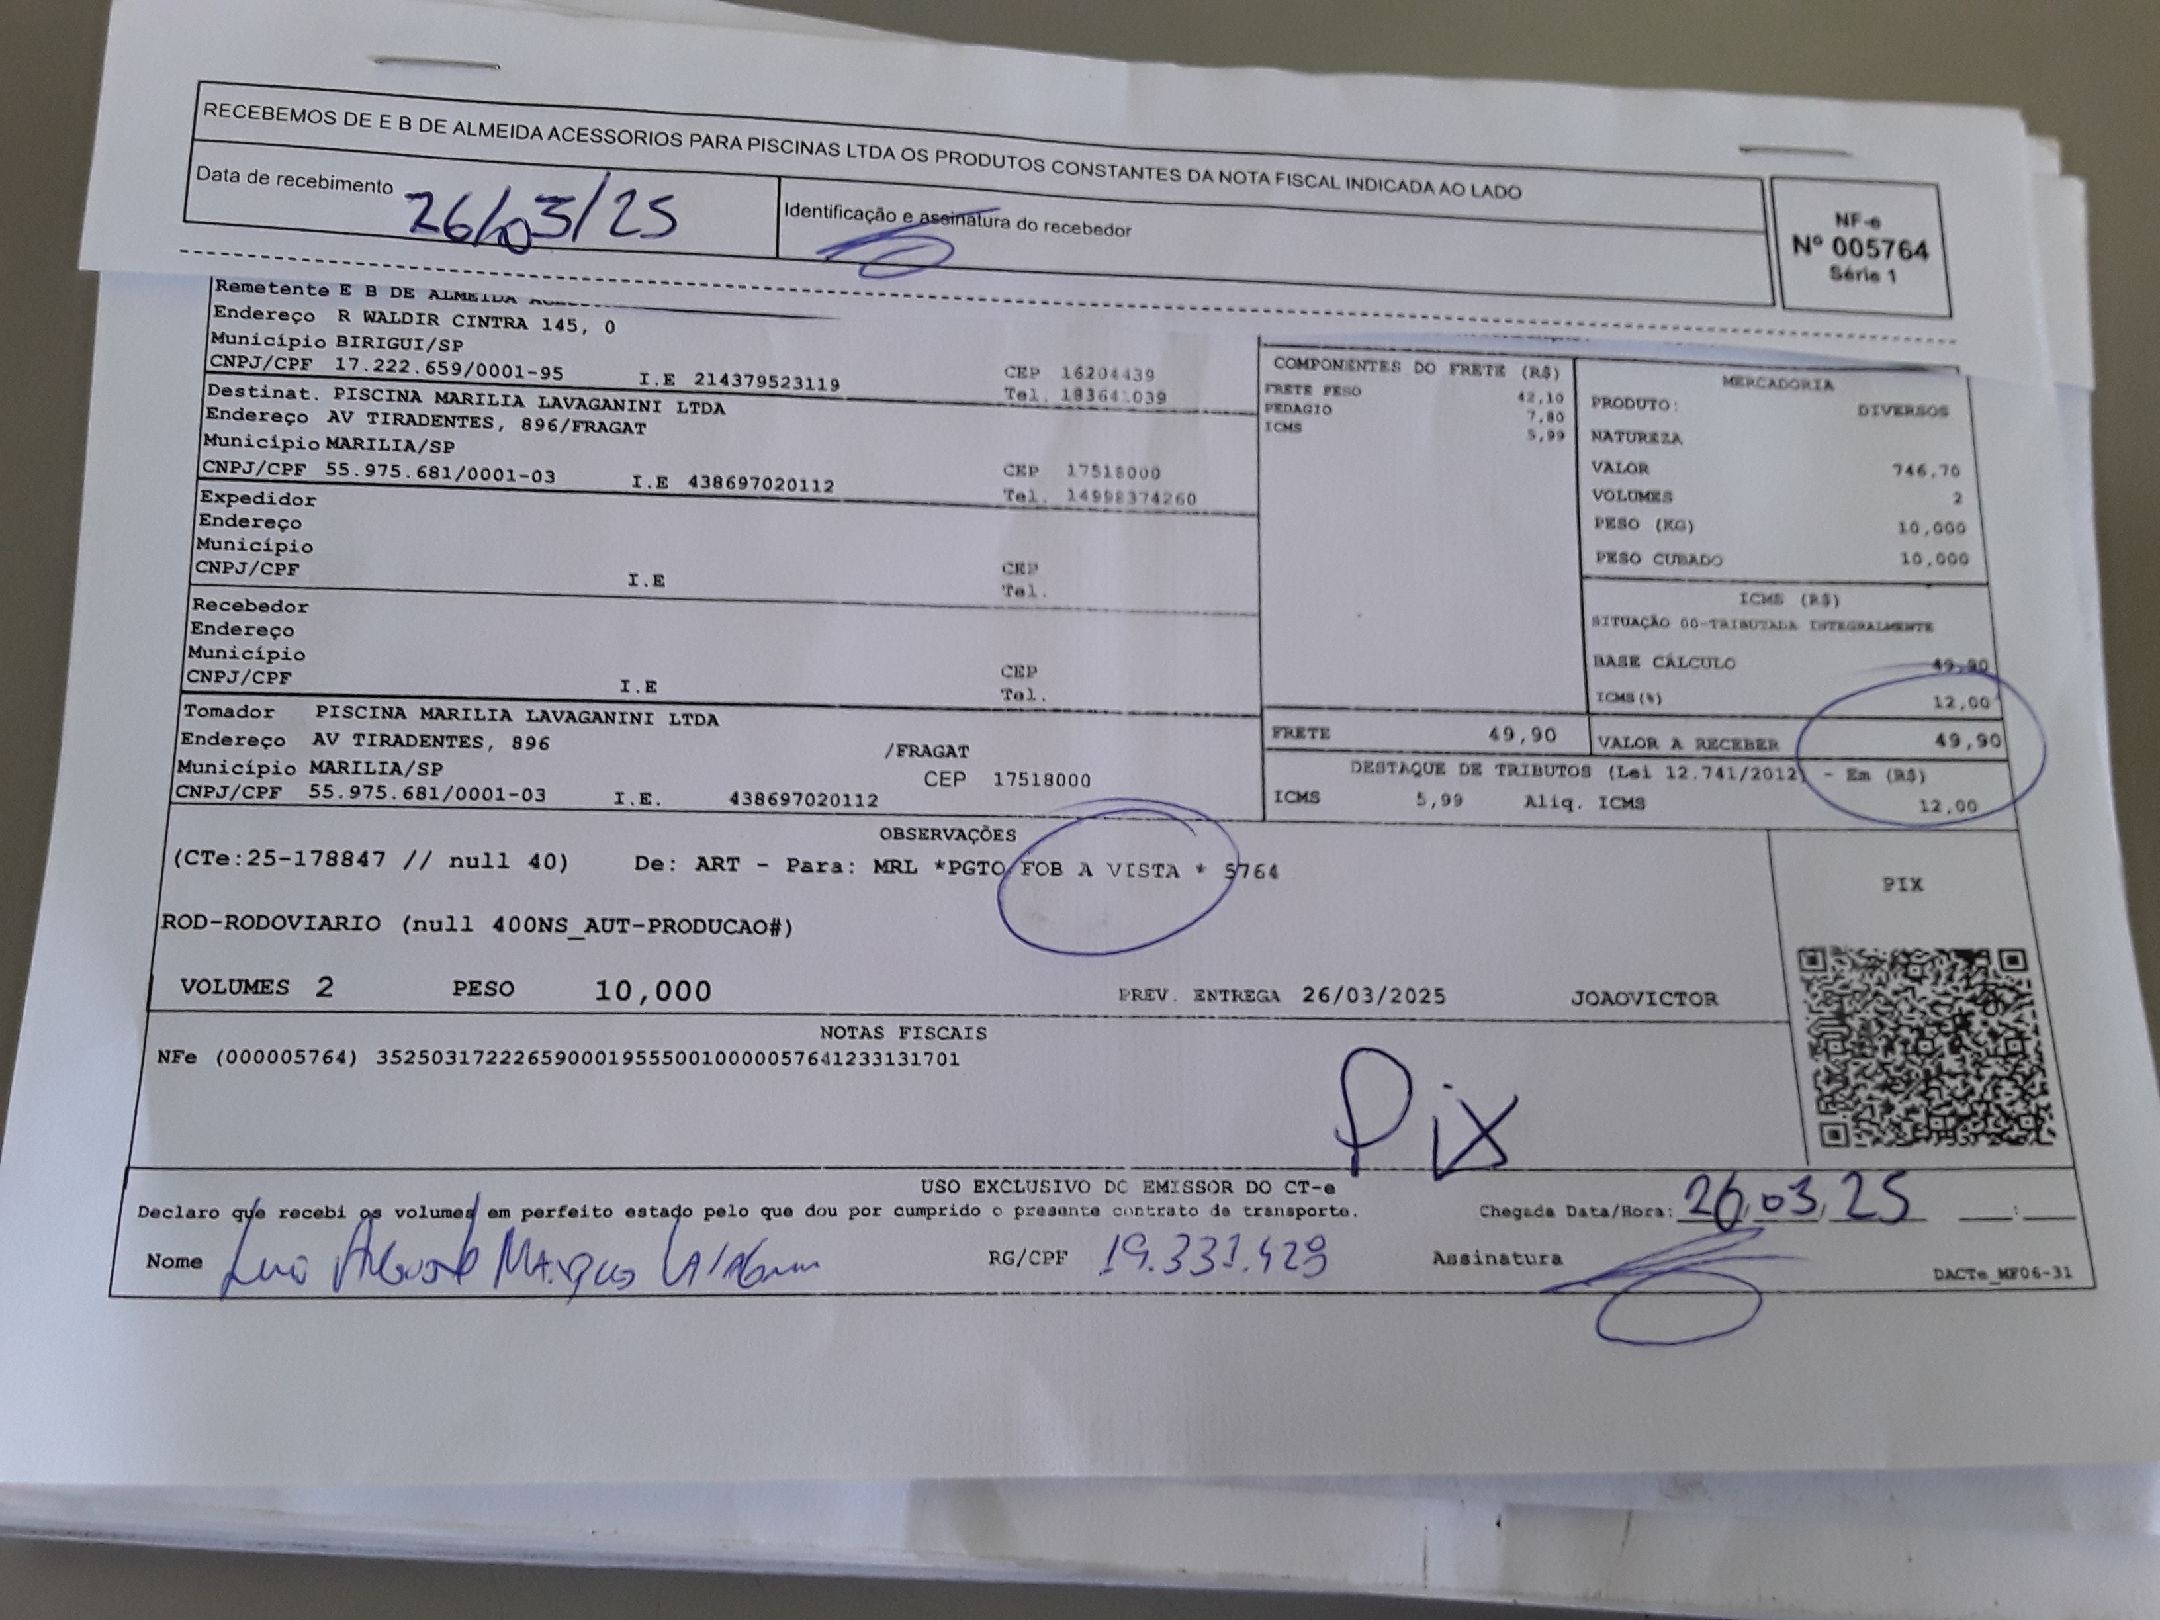 RECEBEMOS DE E B DE ALMEIDA ACESSORIOS PARA PISCINAS LTDA OS PRODUTOS CONSTANTES DA NOTA FISCAL INDICADA AO LADO
Data de recebimento 26/03/25
Identificação e assinatura do recebedor
NF-e
Nº 005764
Série 1
Remetente E B DE ALMEIDA
Endereço R WALDIR CINTRA 145, 0
Município BIRIGUI/SP
CNPJ/CPF 17.222.659/0001-95 I.E 214379523119
CEP 16204439
Tel.
Destinat. PISCINA MARILIA LAVAGANINI LTDA
Endereço AV TIRADENTES, 896/FRAGAT
Município MARILIA/SP
CNPJ/CPF 55.975.681/0001-03 I.E 438697020112
CEP 17518000
Tel. 14998374260
Expedidor
Endereço
Município
CNPJ/CPF I.E
CEP
Tel.
Recebedor
Endereço
Município
CNPJ/CPF I.E
CEP
Tel.
Tomador PISCINA MARILIA LAVAGANINI LTDA
Endereço AV TIRADENTES, 896 /FRAGAT
Município MARILIA/SP CEP 17518000
CNPJ/CPF 55.975.681/0001-03 I.E. 438697020112
COMPONENTES DO FRETE (R$)
FRETE PESO 42,10
PEDAGIO 7,80
ICMS 5,99
MERCADORIA
PRODUTO: DIVERSOS
NATUREZA
VALOR 746,70
VOLUMES 2
PESO (KG) 10,000
PESO CUBADO 10,000
ICMS (R$)
SITUAÇÃO 00-TRIBUTADA INTEGRALMENTE
BASE CÁLCULO 49,90
ICMS(%) 12,00
FRETE 49,90
VALOR A RECEBER 49,90
DESTAQUE DE TRIBUTOS (Lei 12.741/2012) - Em (R$)
ICMS 5,99 Aliq. ICMS 12,00
OBSERVAÇÕES
(CTe:25-178847 // null 40) De: ART - Para: MRL *PGTO FOB A VISTA * 5764
ROD-RODOVIARIO (null 400NS_AUT-PRODUCAO#)
PIX
VOLUMES 2 PESO 10,000 PREV. ENTREGA 26/03/2025 JOAOVICTOR
NOTAS FISCAIS
NFe (000005764) 35250317222659000195550010000057641233131701
Pix
USO EXCLUSIVO DO EMISSOR DO CT-e
Declaro que recebi os volumes em perfeito estado pelo que dou por cumprido o presente contrato de transporte.
Chegada Data/Hora: 26/03/25 __:__
Nome RG/CPF 19.331.429 Assinatura
DACTe_MF06-31